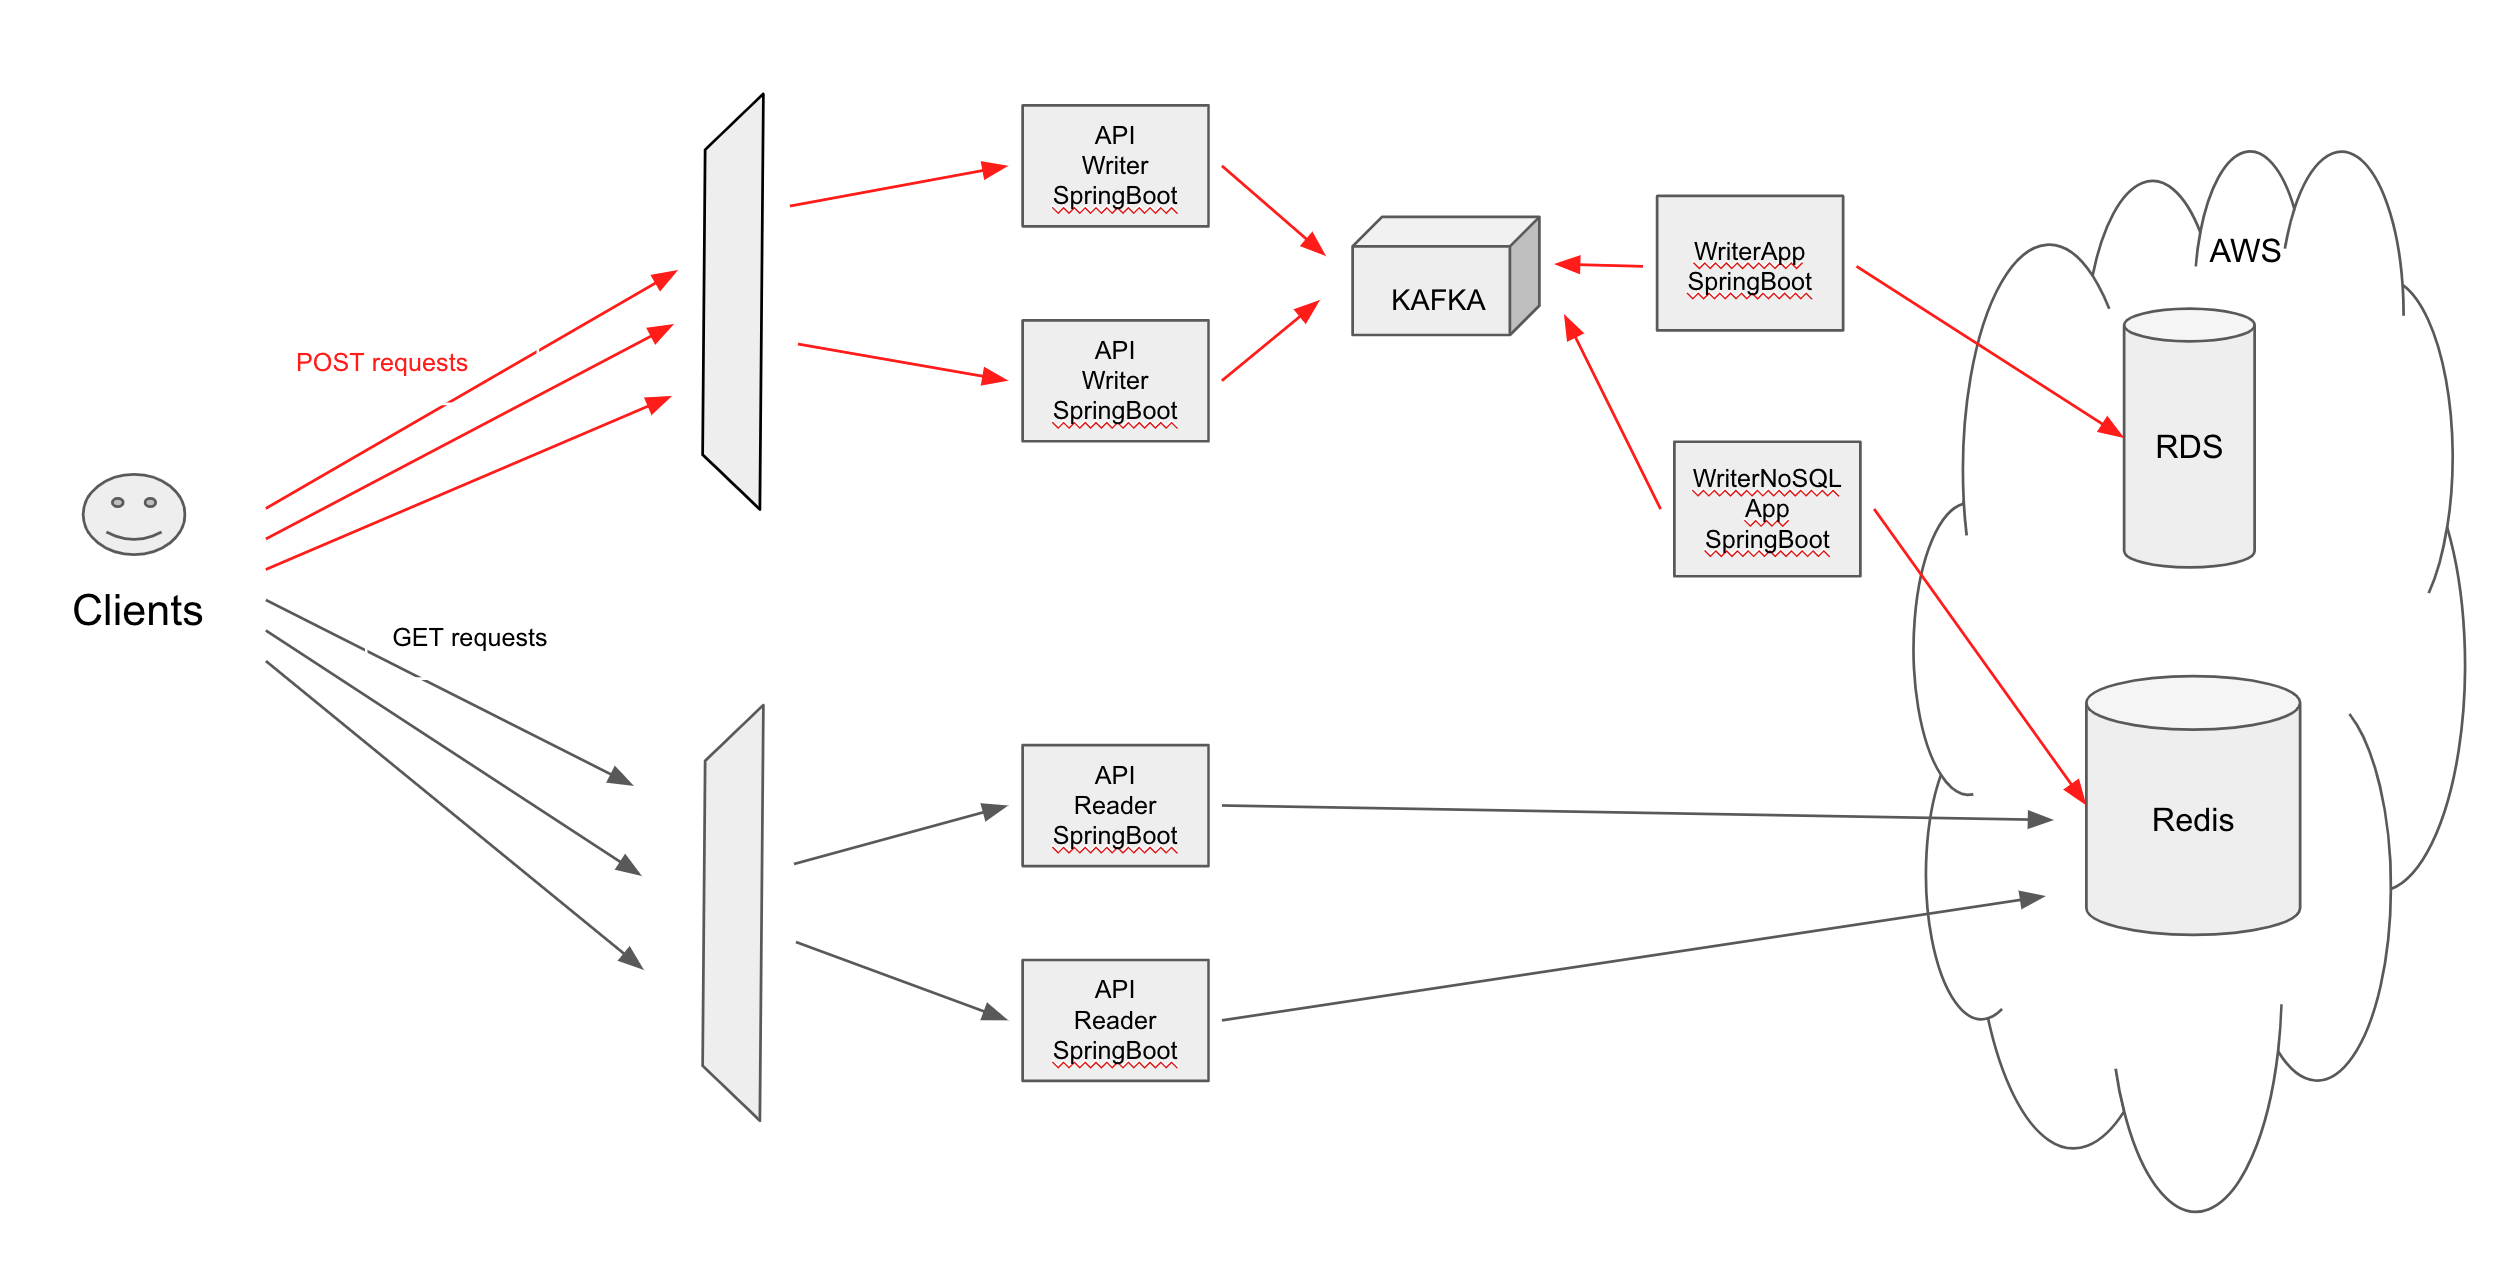 API
Writer
SpringBoot
AWS
WriterApp
SpringBoot
KAFKA
POST requests
API
Writer
SpringBoot
RDS
WriterNoSQL
App
SpringBoot
Clients
GET requests
API
Reader
SpringBoot
Redis
API
Reader
SpringBoot